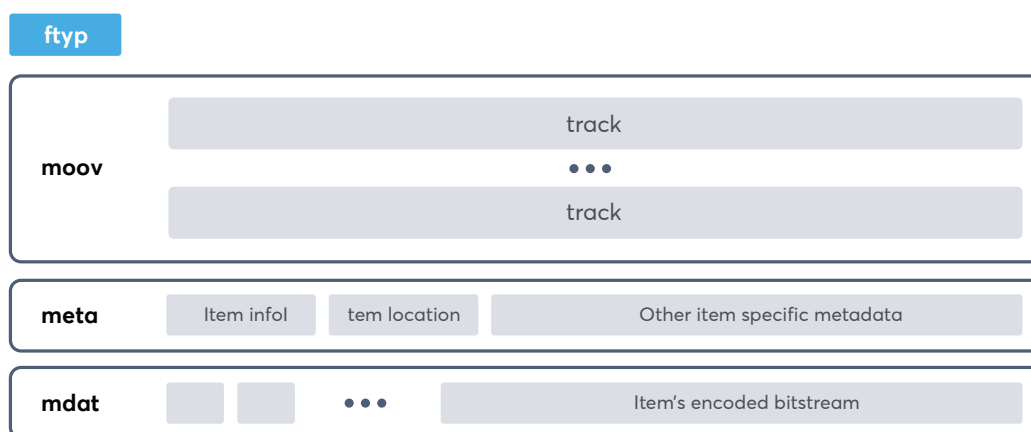 ftyp
track
moov
track
meta Item infol tem location Other item specific metadata
mdat Item's encoded bitstream